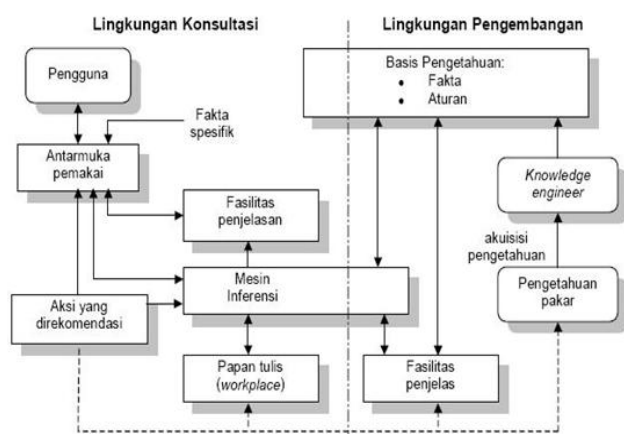 Lingkungan Konsultasi
Lingkungan Pengembangan
Pengguna
Fakta
spesifik
Antarmuka
pemakai
Fasilitas
penjelasan
Mesin
Inferensi
Aksi yang
direkomendasi
Papan tulis
(workplace)
Basis Pengetahuan:
• Fakta
• Aturan
Knowledge
engineer
akuisisi
pengetahuan
Pengetahuan
pakar
Fasilitas
penjelas